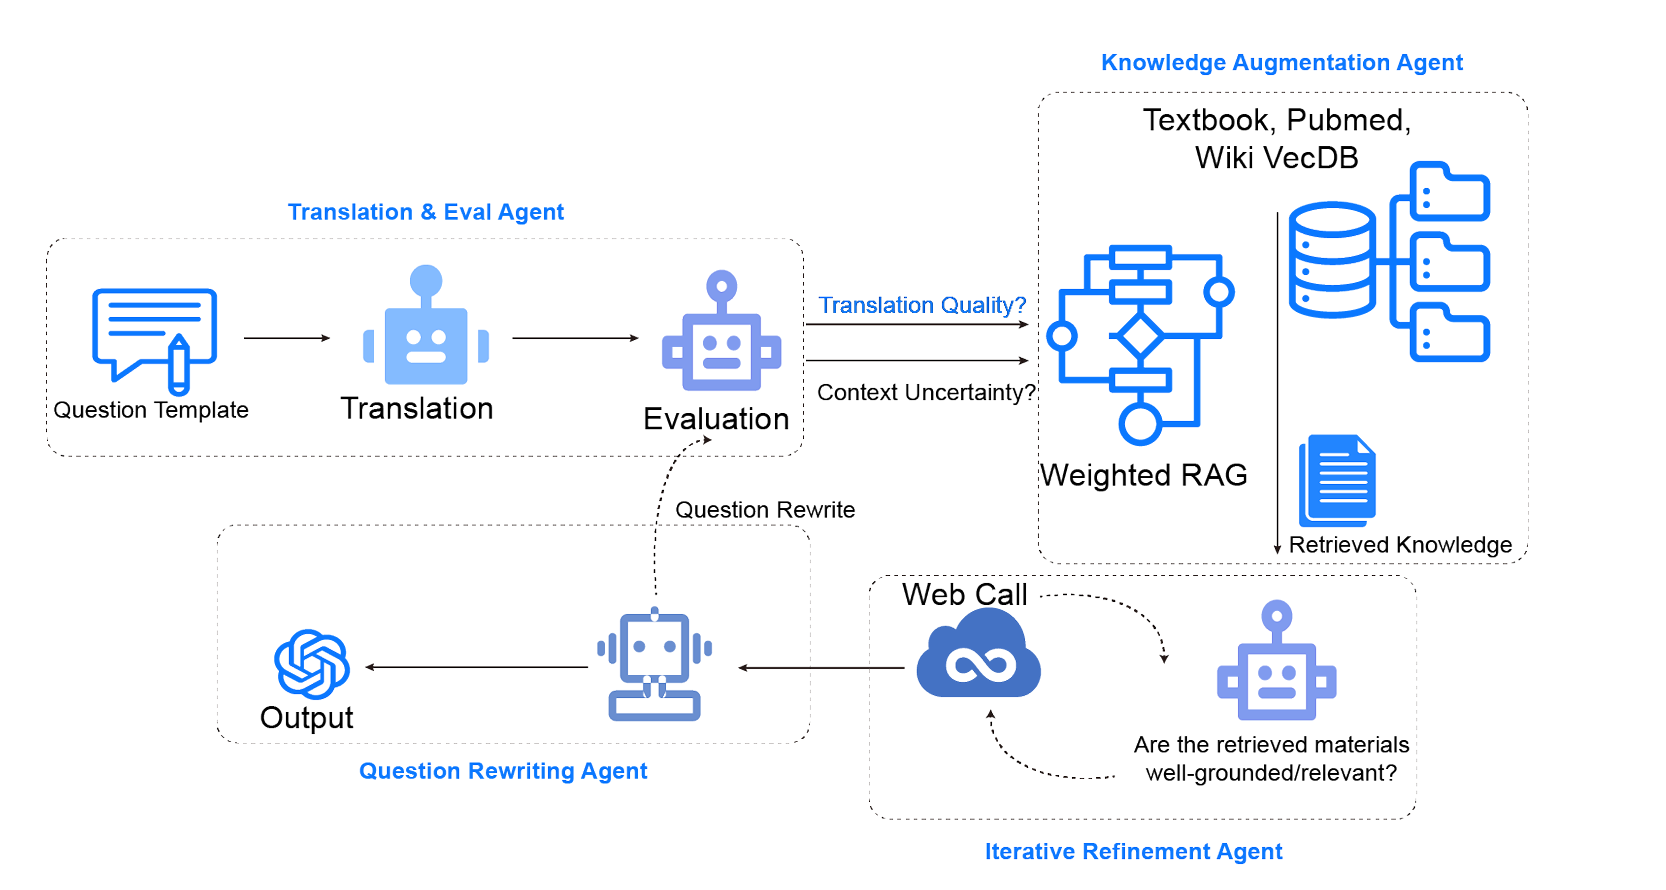 Knowledge Augmentation Agent
Textbook, Pubmed,
Wiki VecDB
Translation & Eval Agent
Translation Quality?
Context Uncertainty?
Question Template
Translation
Evaluation
Weighted RAG
Retrieved Knowledge
Question Rewrite
Web Call
Output
Are the retrieved materials
well-grounded/relevant?
Question Rewriting Agent
Iterative Refinement Agent